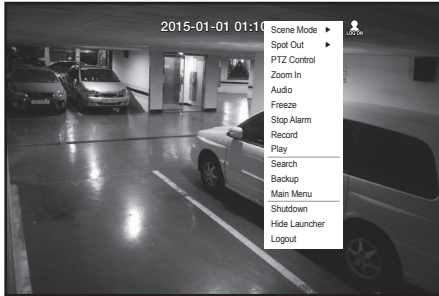 2015-01-01 01:10
LOG ON
Scene Mode
Spot Out
PTZ Control
Zoom In
Audio
Freeze
Stop Alarm
Record
Play
Search
Backup
Main Menu
Shutdown
Hide Launcher
Logout